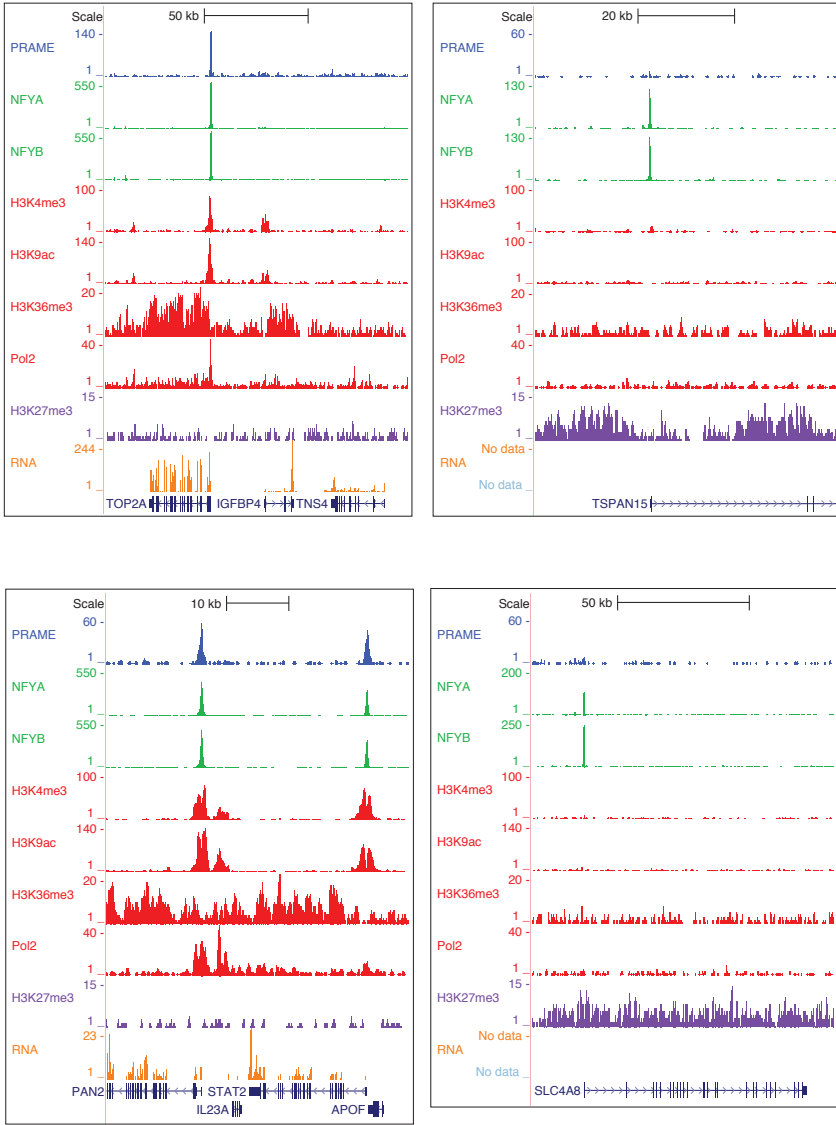 Scale 50 kb
PRAME 140 - 1 _
NFYA 550 - 1 _
NFYB 550 - 1 _
H3K4me3 100 - 1 _
H3K9ac 140 - 1 _
H3K36me3 20 - 1 _
Pol2 40 - 1 _
H3K27me3 15 - 1 _
RNA 244 - 1 _
TOP2A IGFBP4 TNS4
Scale 20 kb
PRAME 60 - 1 _
NFYA 130 - 1 _
NFYB 130 - 1 _
H3K4me3 100 - 1 _
H3K9ac 100 - 1 _
H3K36me3 20 - 1 _
Pol2 40 - 1 _
H3K27me3 15 - 1 _
RNA No data - No data _
TSPAN15
Scale 10 kb
PRAME 60 - 1 _
NFYA 550 - 1 _
NFYB 550 - 1 _
H3K4me3 100 - 1 _
H3K9ac 140 - 1 _
H3K36me3 20 - 1 _
Pol2 40 - 1 _
H3K27me3 15 - 1 _
RNA 23 - 1 _
PAN2 STAT2
IL23A APOF
Scale 50 kb
PRAME 60 - 1 _
NFYA 200 - 1 _
NFYB 250 - 1 _
H3K4me3 100 - 1 _
H3K9ac 140 - 1 _
H3K36me3 20 - 1 _
Pol2 40 - 1 _
H3K27me3 15 - 1 _
RNA No data - No data _
SLC4A8